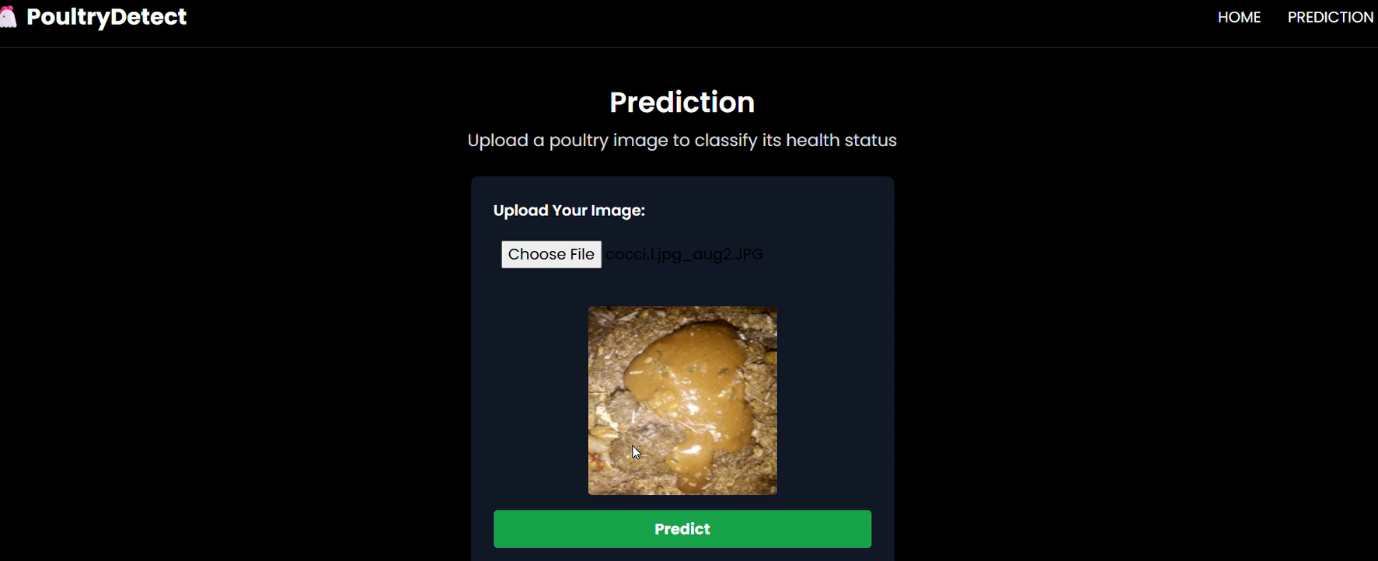 PoultryDetect
HOME PREDICTION
Prediction
Upload a poultry image to classify its health status
Upload Your Image:
Choose File cocci.1.jpg_aug2.JPG
Predict